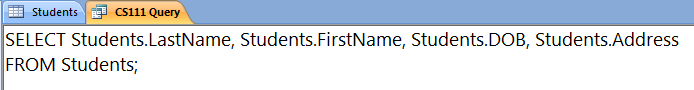 Students CS111 Query
SELECT Students.LastName, Students.FirstName, Students.DOB, Students.Address
FROM Students;